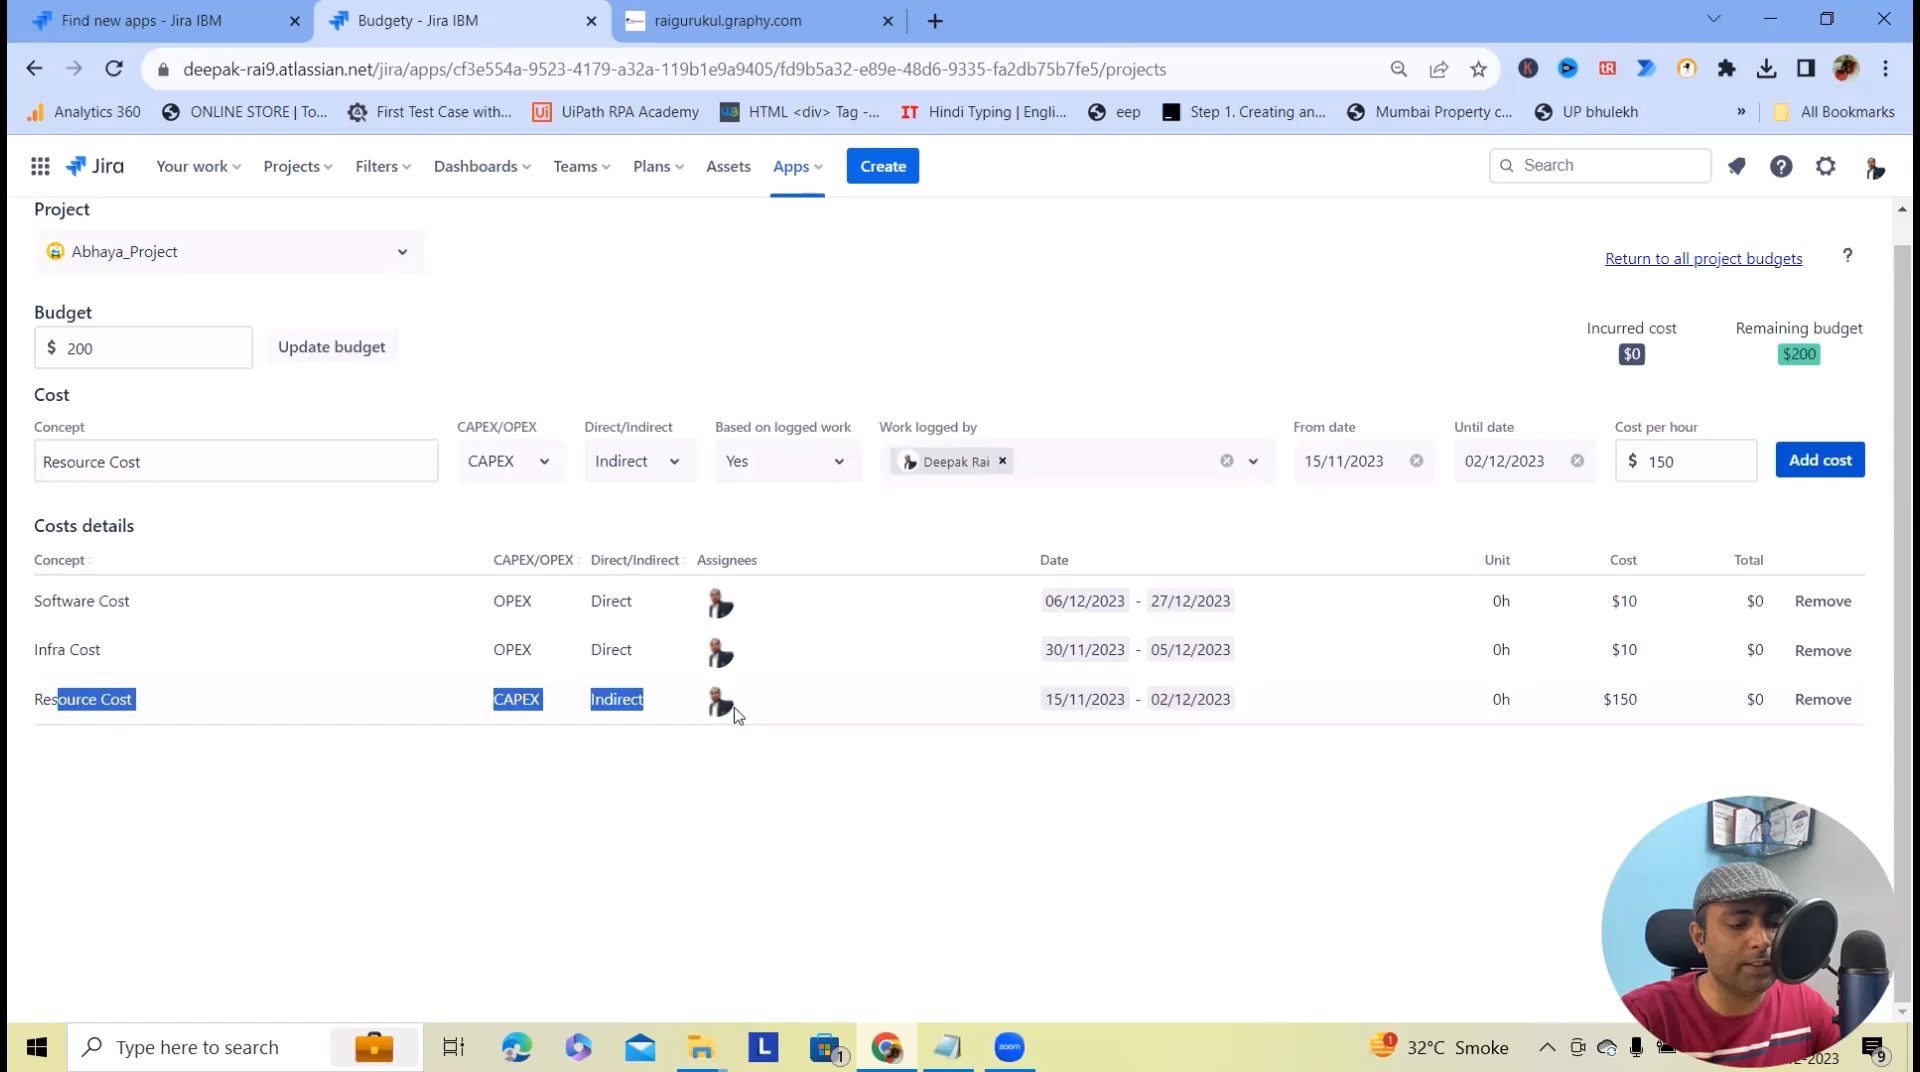 Find new apps - Jira IBM
Budgety - Jira IBM
raigurukul.graphy.com
deepak-rai9.atlassian.net/jira/apps/cf3e554a-9523-4179-a32a-119b1e9a9405/fd9b5a32-e89e-48d6-9335-fa2db75b7fe5/projects
Analytics 360
ONLINE STORE | To...
First Test Case with...
UiPath RPA Academy
HTML <div> Tag -...
Hindi Typing | Engli...
eep
Step 1. Creating an...
Mumbai Property c...
UP bhulekh
»
All Bookmarks
Jira
Your work
Projects
Filters
Dashboards
Teams
Plans
Assets
Apps
Create
Search
Project
Abhaya_Project
Return to all project budgets
?
Budget
$ 200
Update budget
Incurred cost
$0
Remaining budget
$200
Cost
Concept CAPEX/OPEX Direct/Indirect Based on logged work Work logged by From date Until date Cost per hour
Resource Cost CAPEX Indirect Yes Deepak Rai 15/11/2023 02/12/2023 $ 150 Add cost
Costs details
Concept CAPEX/OPEX Direct/Indirect Assignees Date Unit Cost Total
Software Cost OPEX Direct 06/12/2023 - 27/12/2023 0h $10 $0 Remove
Infra Cost OPEX Direct 30/11/2023 - 05/12/2023 0h $10 $0 Remove
Resource Cost CAPEX Indirect 15/11/2023 - 02/12/2023 0h $150 $0 Remove
Type here to search
L
1
zoom
1
32°C Smoke
9